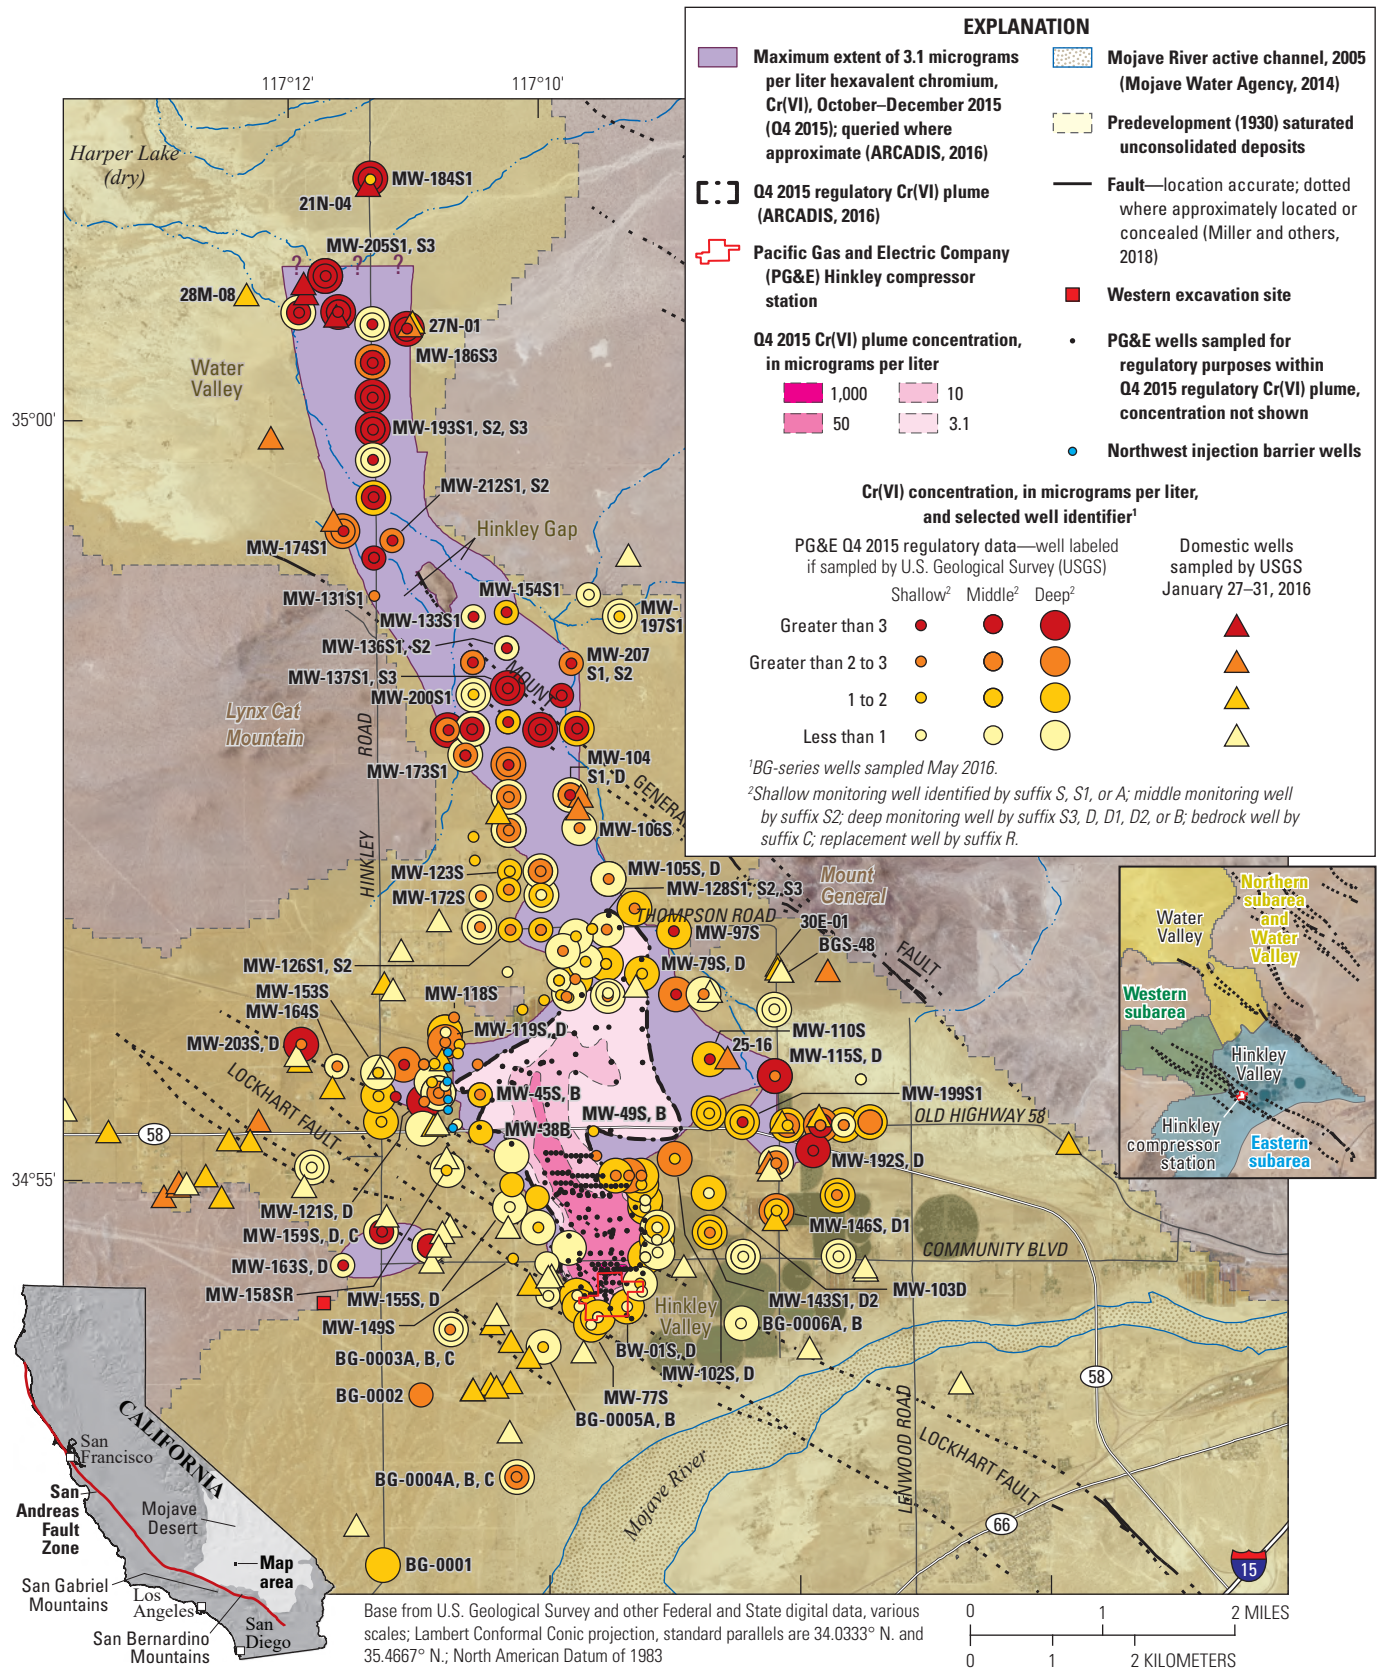 EXPLANATION
Maximum extent of 3.1 micrograms
per liter hexavalent chromium,
Cr(VI), October–December 2015
(Q4 2015); queried where
approximate (ARCADIS, 2016)
Q4 2015 regulatory Cr(VI) plume
(ARCADIS, 2016)
Pacific Gas and Electric Company
(PG&E) Hinkley compressor
station
Q4 2015 Cr(VI) plume concentration,
in micrograms per liter
1,000
10
50
3.1
Mojave River active channel, 2005
(Mojave Water Agency, 2014)
Predevelopment (1930) saturated
unconsolidated deposits
Fault—location accurate; dotted
where approximately located or
concealed (Miller and others,
2018)
Western excavation site
PG&E wells sampled for
regulatory purposes within
Q4 2015 regulatory Cr(VI) plume,
concentration not shown
Northwest injection barrier wells
Cr(VI) concentration, in micrograms per liter,
and selected well identifier1
PG&E Q4 2015 regulatory data—well labeled
if sampled by U.S. Geological Survey (USGS)
Domestic wells
sampled by USGS
January 27–31, 2016
Shallow2 Middle2 Deep2
Greater than 3
Greater than 2 to 3
1 to 2
Less than 1
1BG-series wells sampled May 2016.
2Shallow monitoring well identified by suffix S, S1, or A; middle monitoring well
by suffix S2; deep monitoring well by suffix S3, D, D1, D2, or B; bedrock well by
suffix C; replacement well by suffix R.
117°12'
117°10'
Harper Lake
(dry)
MW-184S1
21N-04
MW-205S1, S3
? ? ?
28M-08
27N-01
MW-186S3
Water
Valley
35°00'
MW-193S1, S2, S3
MW-212S1, S2
Hinkley Gap
MW-174S1
MW-154S1
MW-131S1
MW-133S1
MW-
197S1
MW-136S1, S2
MW-207
S1, S2
MW-137S1, S3
MOUNT
MW-200S1
Lynx Cat
Mountain
ROAD
MW-173S1
MW-104
S1, D
GENERAL
MW-106S
HINKLEY
MW-123S
MW-105S, D
MW-128S1, S2, S3
Mount
General
MW-172S
THOMPSON ROAD
MW-97S
30E-01
BGS-48
FAULT
MW-126S1, S2
MW-79S, D
MW-153S
MW-118S
MW-164S
MW-119S, D
MW-110S
MW-203S, D
25-16
MW-115S, D
LOCKHART FAULT
MW-45S, B
MW-199S1
MW-49S, B
OLD HIGHWAY 58
58
MW-38B
MW-192S, D
34°55'
MW-121S, D
MW-146S, D1
MW-159S, D, C
COMMUNITY BLVD
MW-163S, D
MW-158SR
MW-155S, D
MW-103D
MW-143S1, D2
MW-149S
Hinkley
Valley
BG-0006A, B
BG-0003A, B, C
BW-01S, D
MW-102S, D
BG-0002
MW-77S
BG-0005A, B
58
BG-0004A, B, C
LENWOOD ROAD
LOCKHART FAULT
Mojave River
66
BG-0001
15
Northern
subarea
and
Water
Valley
Water
Valley
Western
subarea
Hinkley
Valley
Hinkley
compressor
station
Eastern
subarea
CALIFORNIA
San
Francisco
San
Andreas
Fault
Zone
Mojave
Desert
Map
area
San Gabriel
Mountains
Los
Angeles
San Bernardino
Mountains
San
Diego
Base from U.S. Geological Survey and other Federal and State digital data, various
scales; Lambert Conformal Conic projection, standard parallels are 34.0333° N. and
35.4667° N.; North American Datum of 1983
0 1 2 MILES
0 1 2 KILOMETERS